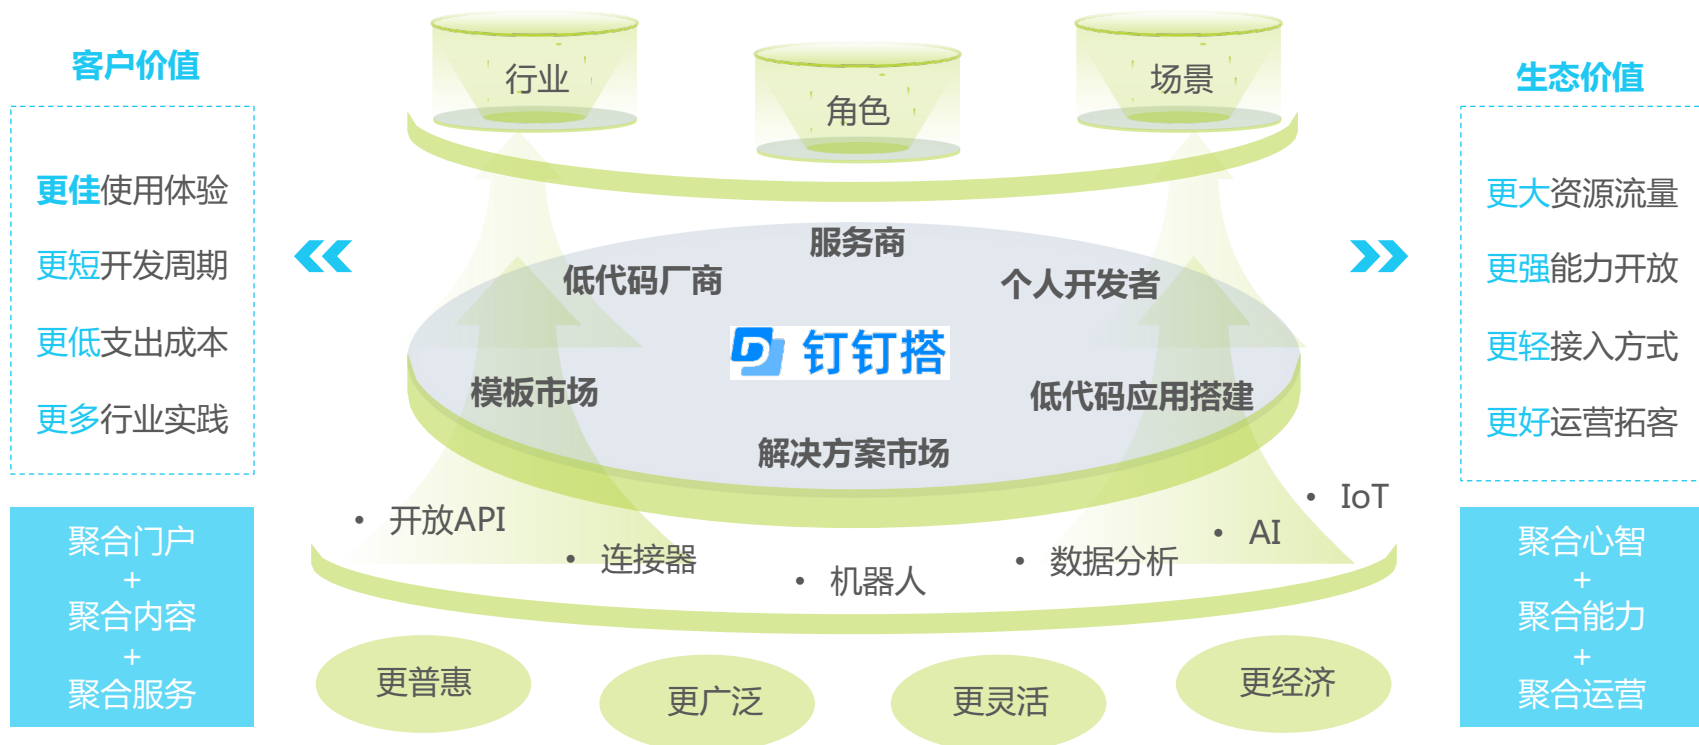 客户价值
更佳使用体验
更短开发周期
更低支出成本
更多行业实践
聚合门户
+
聚合内容
+
聚合服务
行业
角色
场景
服务商
低代码厂商
个人开发者
钉钉搭
模板市场
低代码应用搭建
解决方案市场
• 开放API
• 连接器
• 机器人
• 数据分析
• AI
• IoT
更普惠
更广泛
更灵活
更经济
生态价值
更大资源流量
更强能力开放
更轻接入方式
更好运营拓客
聚合心智
+
聚合能力
+
聚合运营